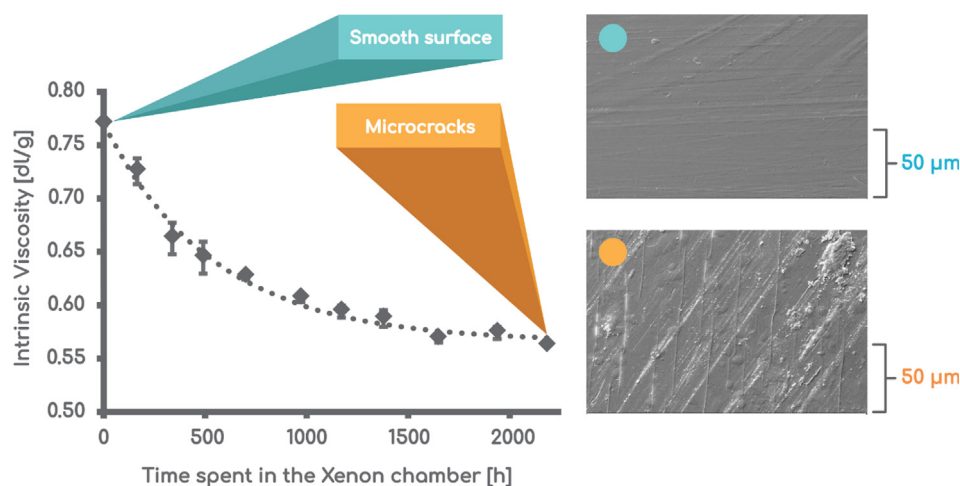 Smooth surface
Microcracks
Intrinsic Viscosity [dl/g]
0.80
0.75
0.70
0.65
0.60
0.55
0.50
0 500 1000 1500 2000
Time spent in the Xenon chamber [h]
50 μm
50 μm